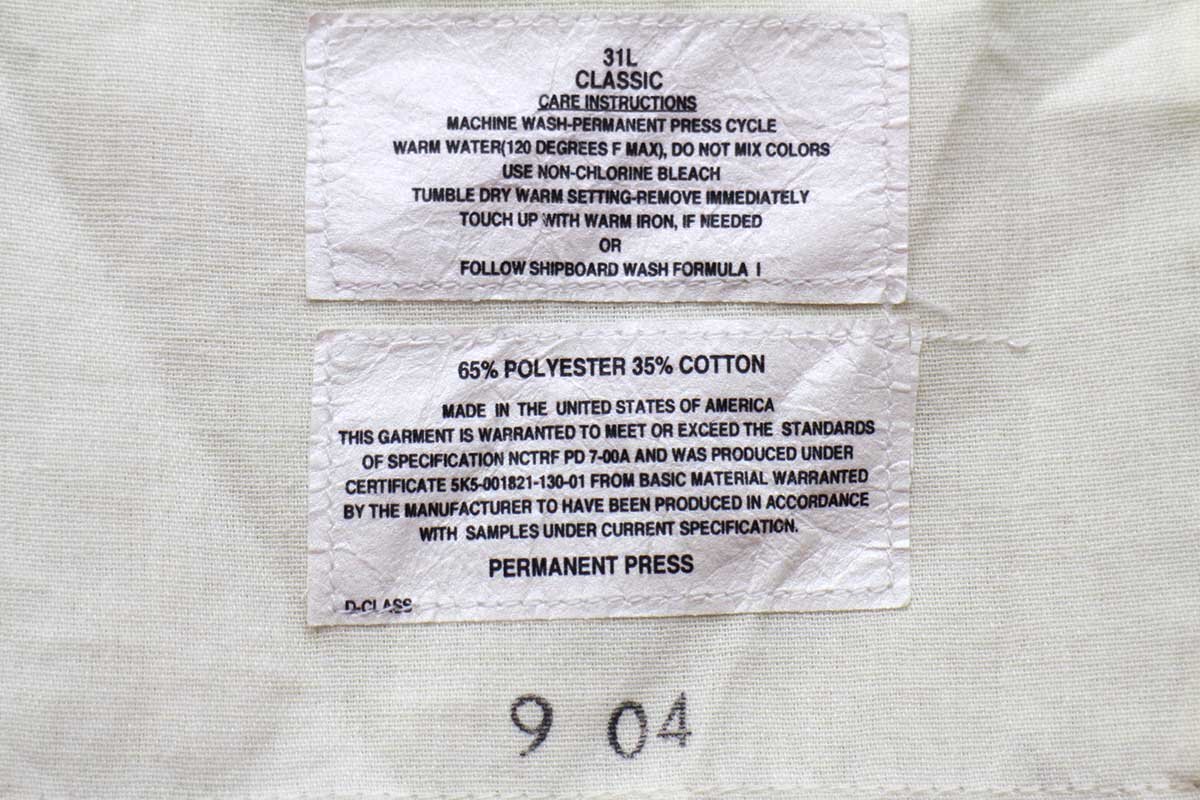 31L
CLASSIC
CARE INSTRUCTIONS
MACHINE WASH-PERMANENT PRESS CYCLE
WARM WATER(120 DEGREES F MAX), DO NOT MIX COLORS
USE NON-CHLORINE BLEACH
TUMBLE DRY WARM SETTING-REMOVE IMMEDIATELY
TOUCH UP WITH WARM IRON, IF NEEDED
OR
FOLLOW SHIPBOARD WASH FORMULA I
65% POLYESTER 35% COTTON
MADE IN THE UNITED STATES OF AMERICA
THIS GARMENT IS WARRANTED TO MEET OR EXCEED THE STANDARDS
OF SPECIFICATION NCTRF PD 7-00A AND WAS PRODUCED UNDER
CERTIFICATE 5K5-001821-130-01 FROM BASIC MATERIAL WARRANTED
BY THE MANUFACTURER TO HAVE BEEN PRODUCED IN ACCORDANCE
WITH SAMPLES UNDER CURRENT SPECIFICATION.
PERMANENT PRESS
D-CLASS
9 04